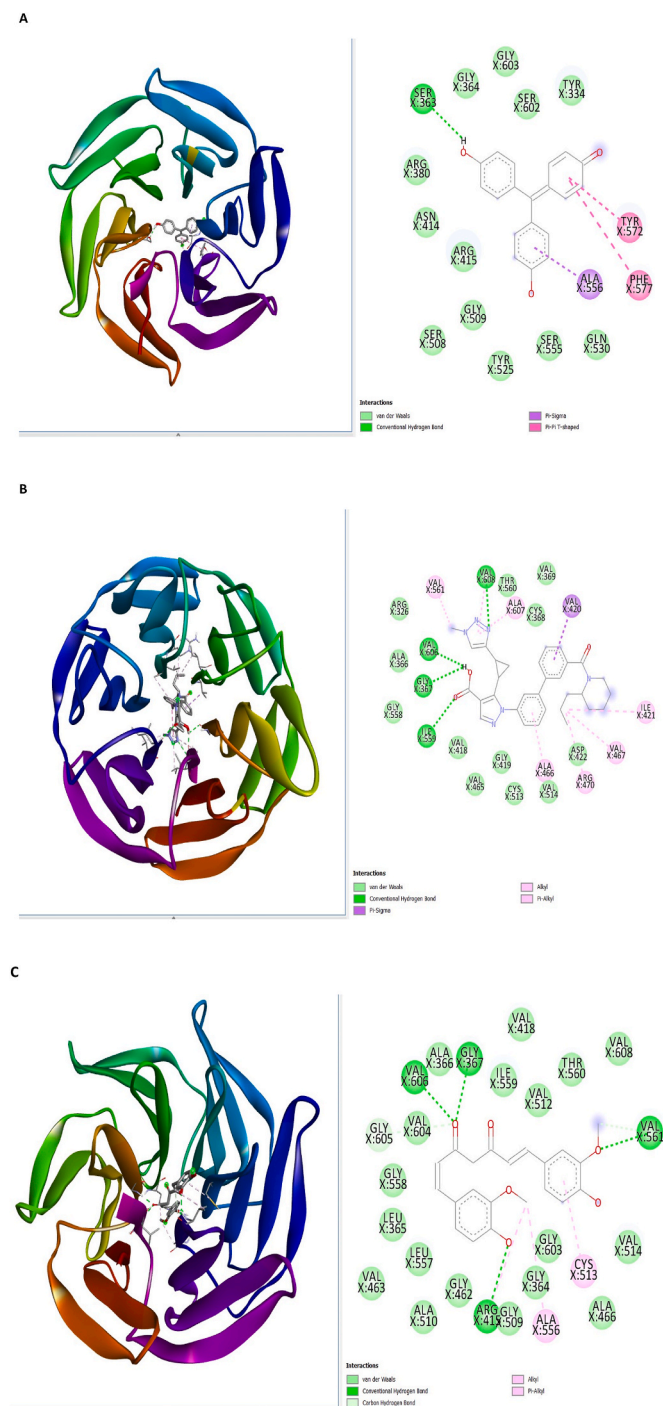 A
GLY
X:603
GLY
X:364
TYR
X:334
SER
X:363
SER
X:602
H
O
O
ARG
X:380
ASN
X:414
TYR
X:572
ARG
X:415
ALA
X:556
PHE
X:577
O
GLY
X:509
SER
X:508
SER
X:555
GLN
X:530
TYR
X:525
Interactions
van der Waals
Conventional Hydrogen Bond
Pi-Sigma
Pi-Pi T-shaped
B
VAL
X:561
VAL
X:608
THR
X:560
VAL
X:369
ARG
X:326
ALA
X:607
CYS
X:368
VAL
X:420
VAL
X:606
ALA
X:366
GLY
X:367
ILE
X:421
GLY
X:558
ILE
X:559
VAL
X:418
GLY
X:419
ASP
X:422
VAL
X:467
ALA
X:466
ARG
X:470
VAL
X:465
CYS
X:513
VAL
X:514
Interactions
van der Waals
Conventional Hydrogen Bond
Pi-Sigma
Alkyl
Pi-Alkyl
C
VAL
X:418
ALA
X:366
GLY
X:367
VAL
X:608
VAL
X:606
ILE
X:559
THR
X:560
VAL
X:512
GLY
X:605
VAL
X:604
VAL
X:561
GLY
X:558
LEU
X:365
LEU
X:557
GLY
X:603
VAL
X:514
VAL
X:463
GLY
X:462
GLY
X:364
CYS
X:513
ALA
X:510
ARG
X:415
GLY
X:509
ALA
X:556
ALA
X:466
Interactions
van der Waals
Conventional Hydrogen Bond
Carbon Hydrogen Bond
Alkyl
Pi-Alkyl